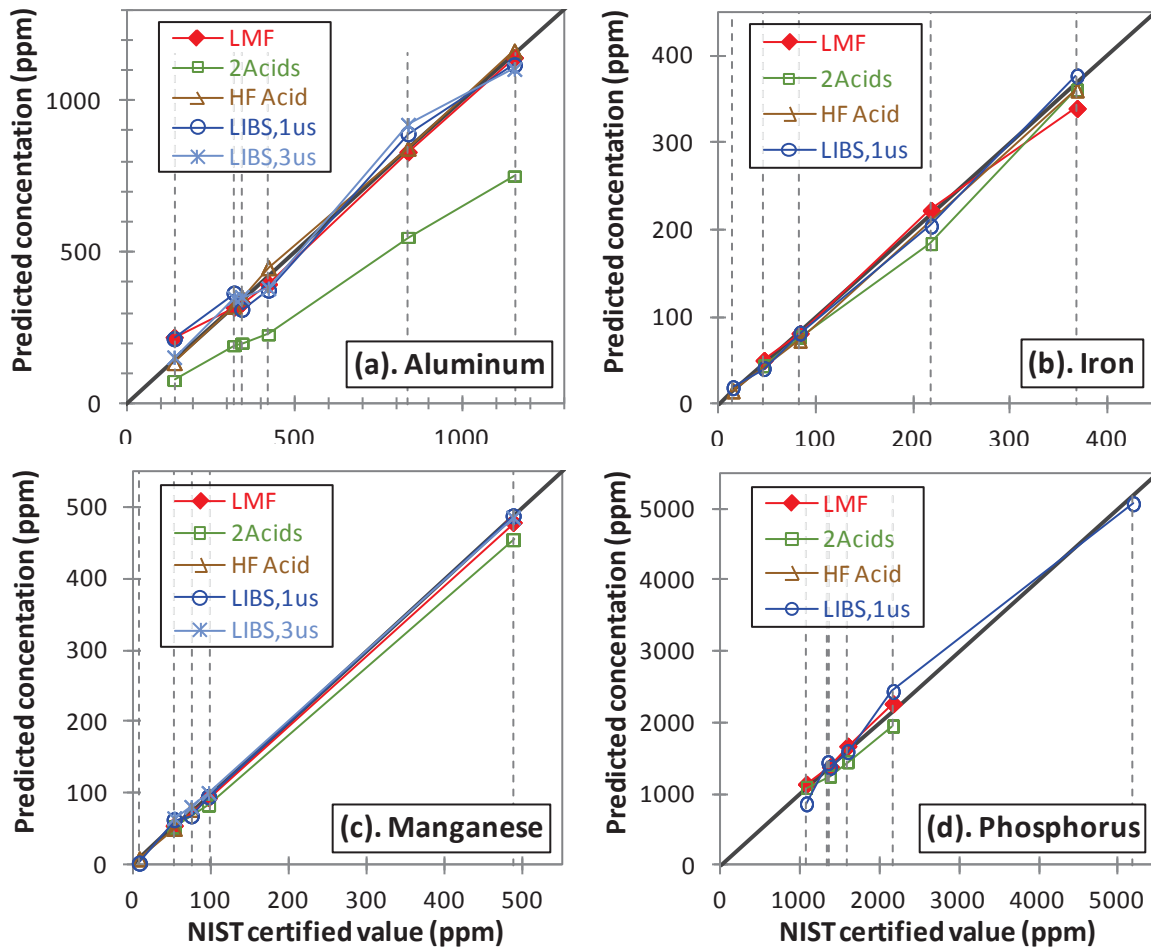 Predicted concentration (ppm)
1000
500
0
LMF
2Acids
HF Acid
LIBS,1us
LIBS,3us
(a). Aluminum
0
500
1000
Predicted concentration (ppm)
400
300
200
100
0
LMF
2Acids
HF Acid
LIBS,1us
(b). Iron
0
100
200
300
400
Predicted concentration (ppm)
500
400
300
200
100
0
LMF
2Acids
HF Acid
LIBS,1us
LIBS,3us
(c). Manganese
0
100
200
300
400
500
NIST certified value (ppm)
Predicted concentration (ppm)
5000
4000
3000
2000
1000
0
LMF
2Acids
HF Acid
LIBS,1us
(d). Phosphorus
0
1000
2000
3000
4000
5000
NIST certified value (ppm)